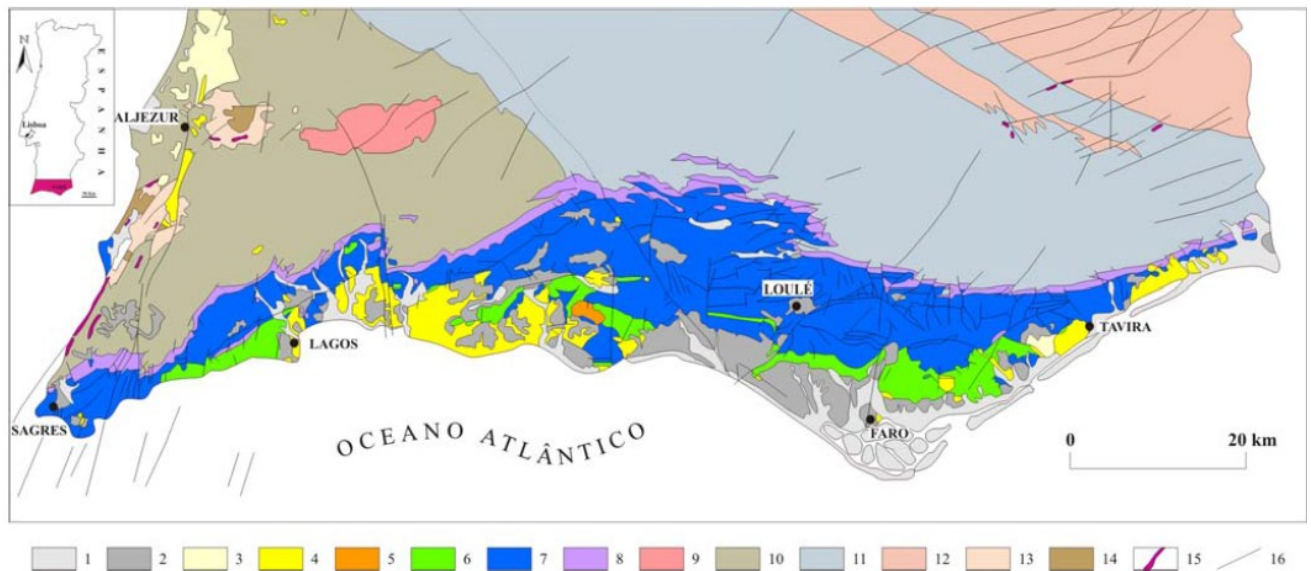 N
ESPANHA
Lisboa
ALJEZUR
LOULÉ
LAGOS
TAVIRA
SAGRES
FARO
OCEANO ATLÂNTICO
0 20 km
1 2 3 4 5 6 7 8 9 10 11 12 13 14 15 16